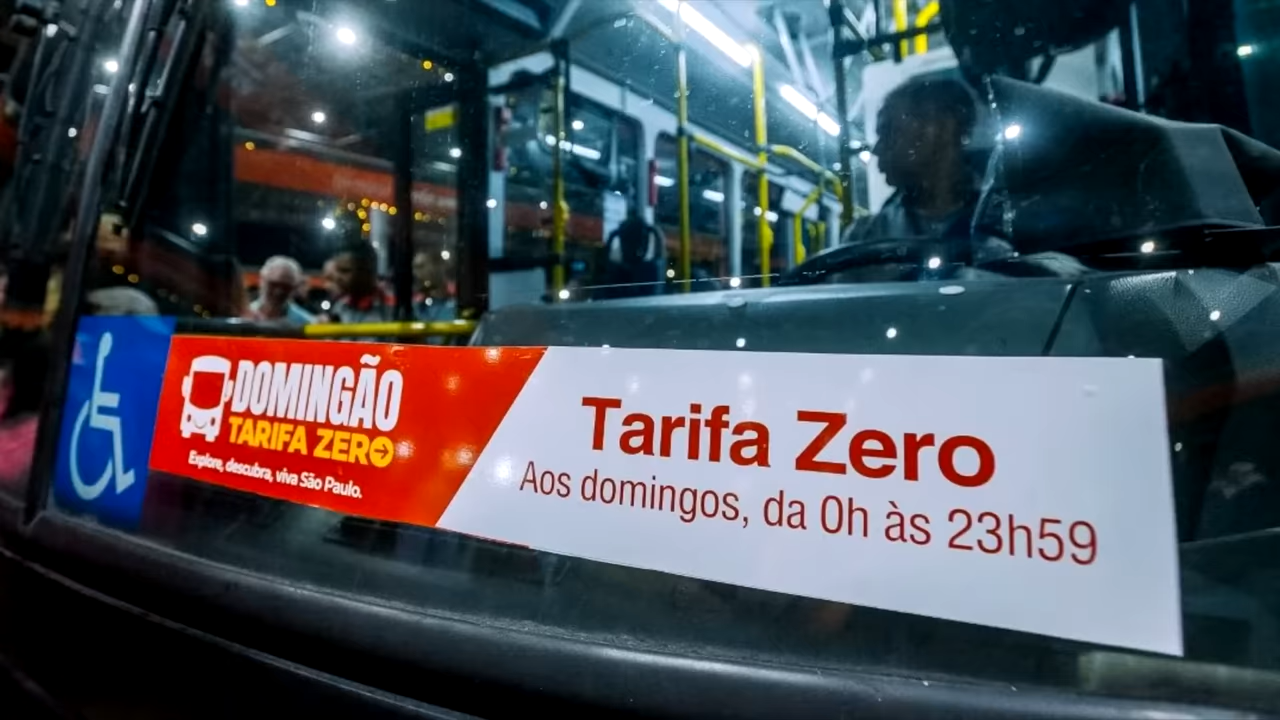 DOMINGÃO
TARIFA ZERO
Explore, descubra, viva São Paulo.
Tarifa Zero
Aos domingos, da 0h às 23h59